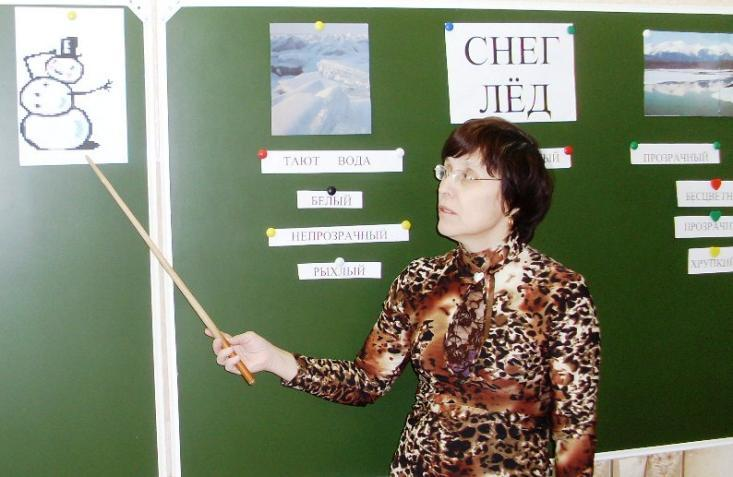 СНЕГ
ЛЁД
ТАЮТ ВОДА
БЕЛЫЙ
НЕПРОЗРАЧНЫЙ
РЫХЛЫЙ
ПРОЗРАЧНЫЙ